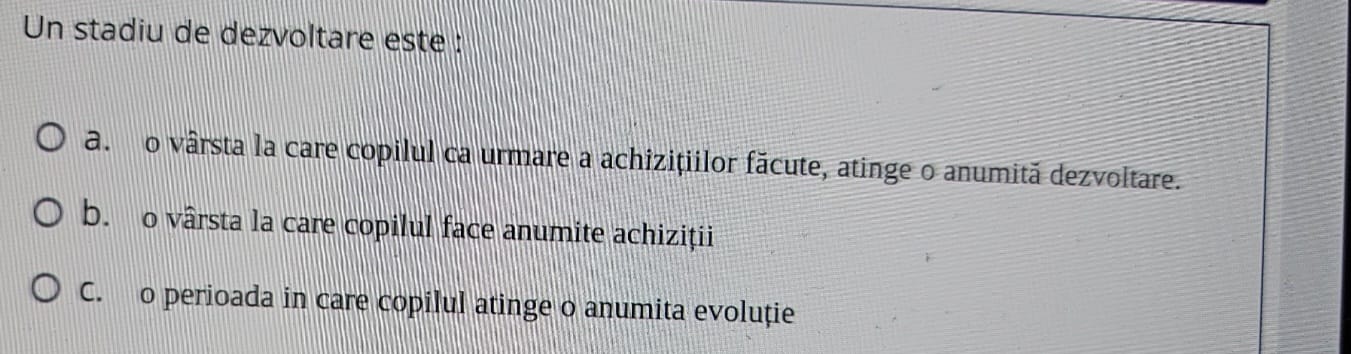 Un stadiu de dezvoltare este :
a. o vârsta la care copilul ca urmare a achizițiilor făcute, atinge o anumită dezvoltare.
b. o vârsta la care copilul face anumite achiziții
c. o perioada in care copilul atinge o anumita evoluție